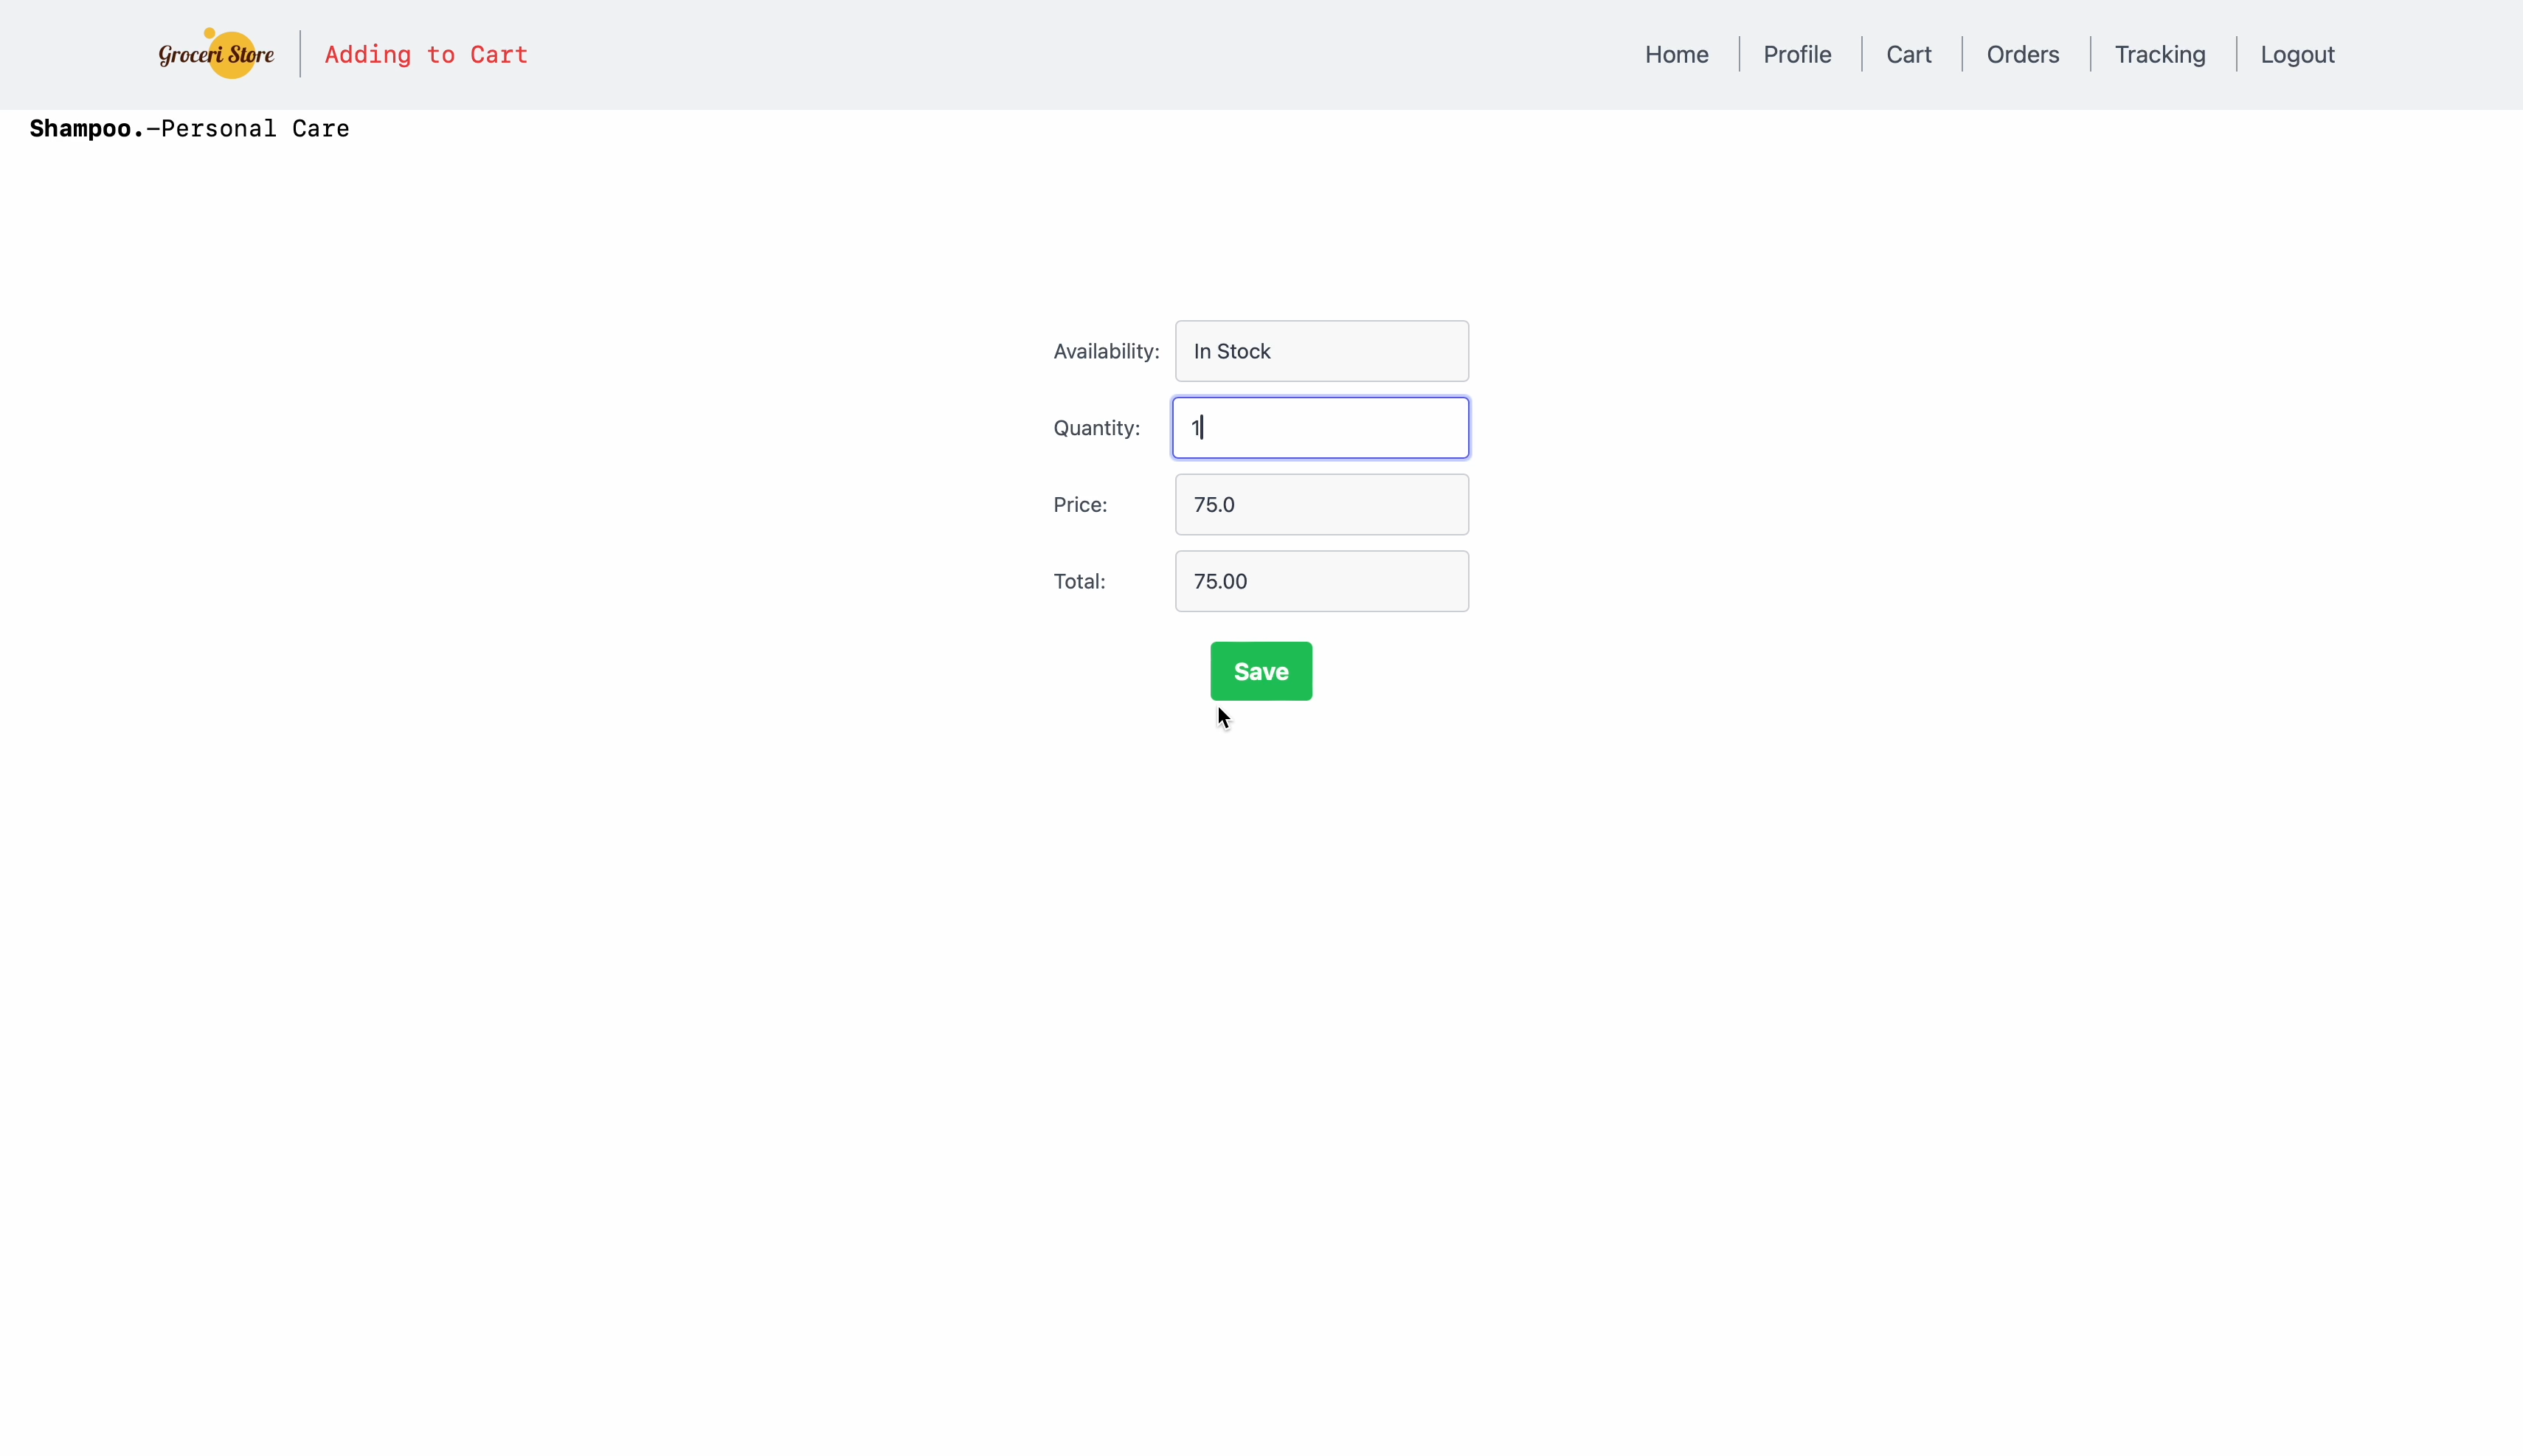 Groceri Store Adding to Cart Home Profile Cart Orders Tracking Logout
Shampoo.–Personal Care
Availability: In Stock
Quantity: 1
Price: 75.0
Total: 75.00
Save